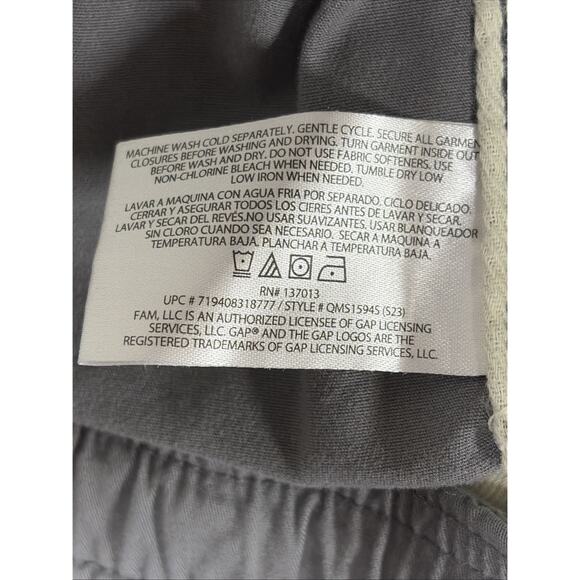 MACHINE WASH COLD SEPARATELY. GENTLE CYCLE. SECURE ALL GARMEN
CLOSURES BEFORE WASHING AND DRYING. TURN GARMENT INSIDE OUT
BEFORE WASH AND DRY. DO NOT USE FABRIC SOFTENERS. USE
NON-CHLORINE BLEACH WHEN NEEDED. TUMBLE DRY LOW
LOW IRON WHEN NEEDED.
LAVAR A MAQUINA CON AGUA FRIA POR SEPARADO. CICLO DELICADO.
CERRAR Y ASEGURAR TODOS LOS CIERES ANTES DE LAVAR Y SECAR.
LAVAR Y SECAR DEL REVÉS.NO USAR SUAVIZANTES. USAR BLANQUEADOR
SIN CLORO CUANDO SEA NECESARIO. SECAR A MAQUINA A
TEMPERATURA BAJA. PLANCHAR A TEMPERATURA BAJA.
RN# 137013
UPC # 719408318777 / STYLE # QMS15945 (S23)
FAM, LLC IS AN AUTHORIZED LICENSEE OF GAP LICENSING
SERVICES, LLC. GAP® AND THE GAP LOGOS ARE THE
REGISTERED TRADEMARKS OF GAP LICENSING SERVICES, LLC.